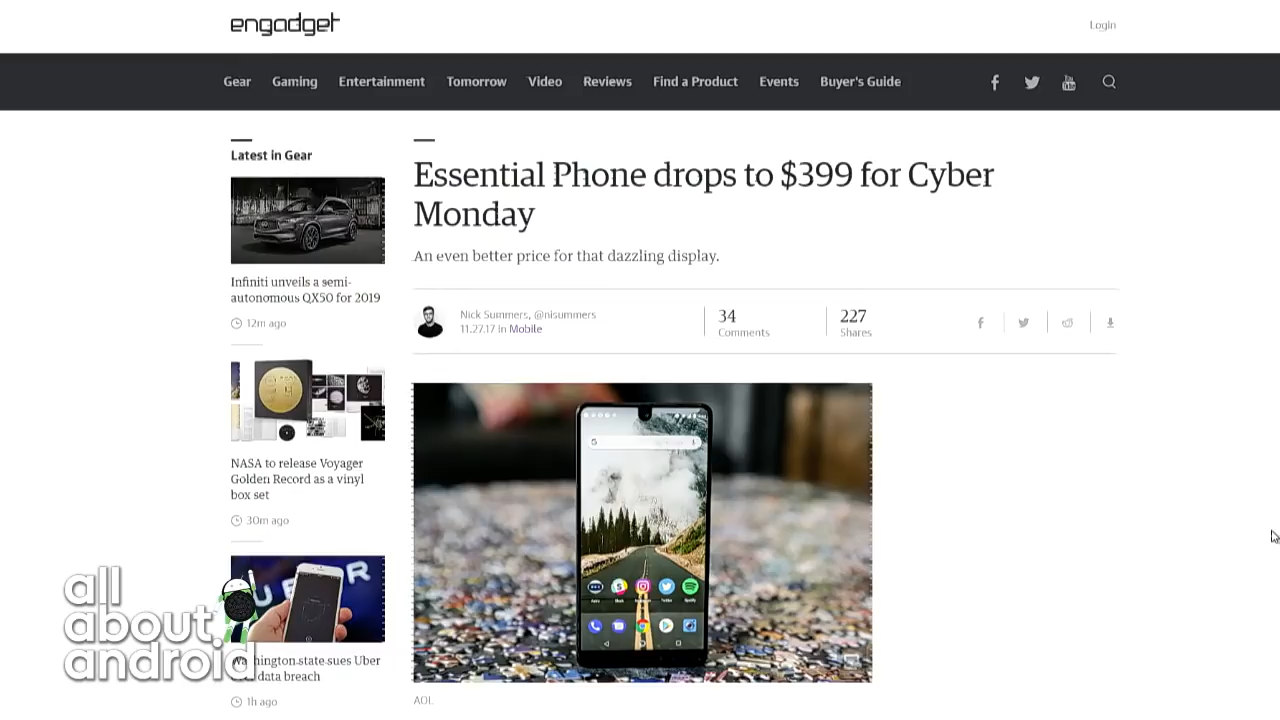 engadget
Login
Gear Gaming Entertainment Tomorrow Video Reviews Find a Product Events Buyer's Guide
Latest in Gear
Infiniti unveils a semi-
autonomous QX50 for 2019
12m ago
NASA to release Voyager
Golden Record as a vinyl
box set
30m ago
UBER
Washington state sues Uber
data breach
1h ago
Essential Phone drops to $399 for Cyber
Monday
An even better price for that dazzling display.
Nick Summers, @nisummers
11.27.17 in Mobile
34
Comments
227
Shares
AOL
all
about
android